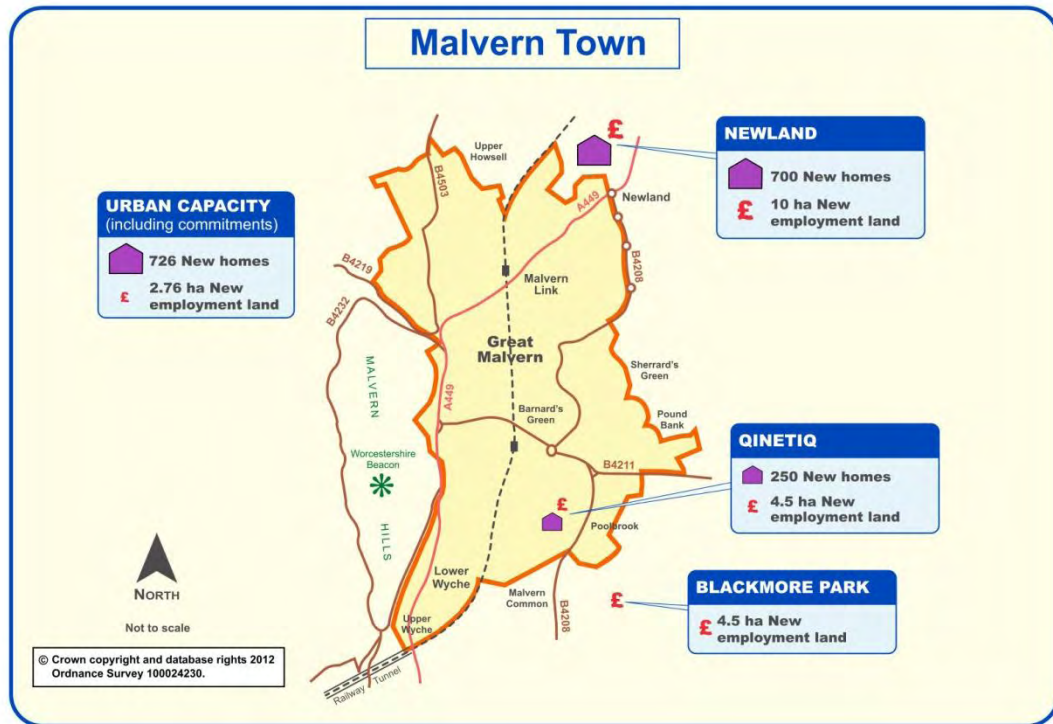 Malvern Town
NEWLAND
700 New homes
£ 10 ha New
employment land
URBAN CAPACITY
(including commitments)
726 New homes
£ 2.76 ha New
employment land
£
Upper
Howsell
B4503
A449
Newland
B4208
B4219
B4232
Malvern
Link
Great
Malvern
MALVERN
HILLS
A449
Sherrard's
Green
Barnard's
Green
Pound
Bank
Worcestershire
Beacon
B4211
QINETIQ
250 New homes
£ 4.5 ha New
employment land
£
Poolbrook
Lower
Wyche
Malvern
Common
B4208
£
Upper
Wyche
BLACKMORE PARK
£ 4.5 ha New
employment land
NORTH
Not to scale
© Crown copyright and database rights 2012
Ordnance Survey 100024230.
Railway Tunnel